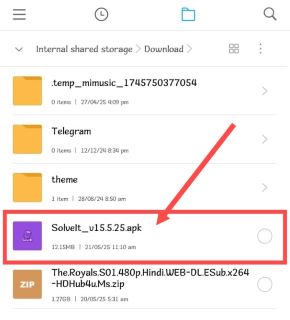 Internal shared storage > Download >
.temp_mimusic_1745750377054
0 items | 27/04/25 4:09 pm
Telegram
0 items | 12/12/24 8:34 pm
theme
1 item | 28/08/24 8:50 am
SolveIt_v15.5.25.apk
12.15MB | 21/05/25 11:10 am
The.Royals.S01.480p.Hindi.WEB-DL.ESub.x264
-HDHub4u.Ms.zip
ZIP
1.27GB | 20/05/25 5:31 am